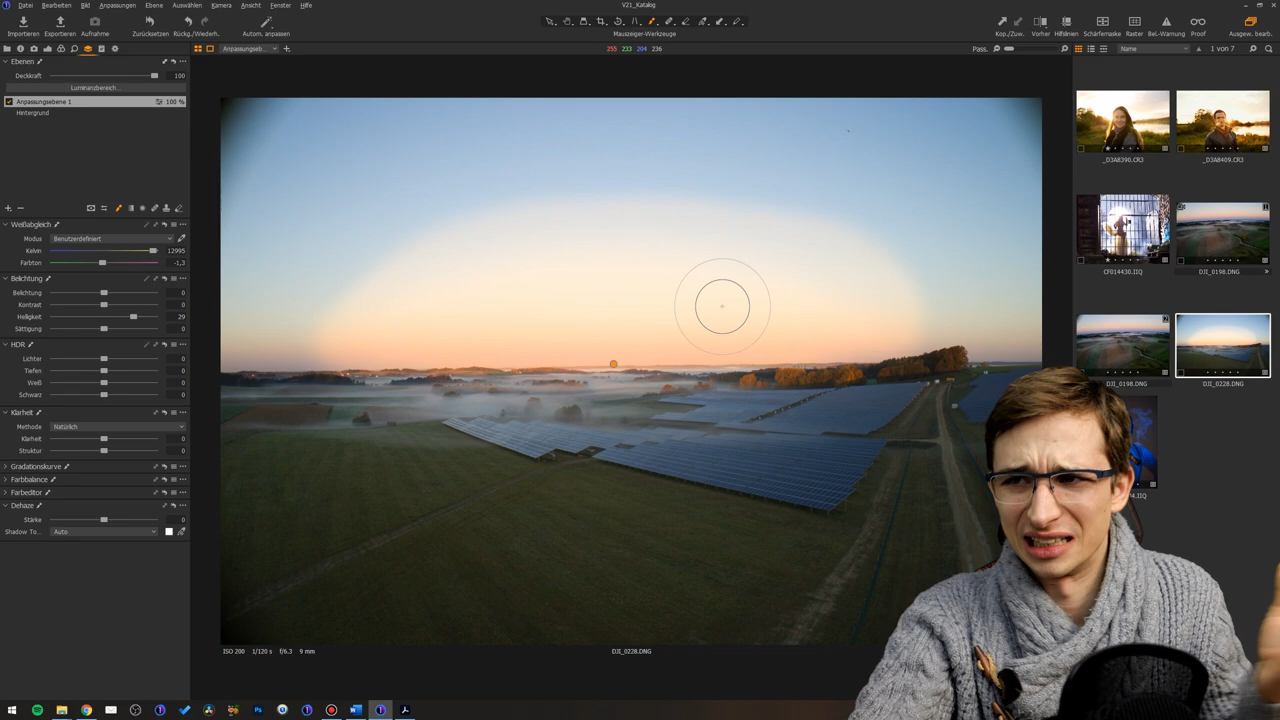 V21_Katalog
Datei Bearbeiten Bild Anpassungen Ebene Auswählen Kamera Ansicht Fenster Hilfe
Importieren Exportieren Aufnahme Zurücksetzen Rückg./Wiederh. Autom. anpassen Mauszeiger-Werkzeuge Kop./Zuw. Vorher Hilfslinien Schärfemaske Raster Bel.-Warnung Proof Ausgew. bearb.
Ebenen
Anpassungseb...
255 233 204 236
Pass.
Name
1 von 7
Deckkraft 100
Luminanzbereich...
Anpassungsebene 1 100 %
Hintergrund
Weißabgleich
Modus Benutzerdefiniert
Kelvin 12995
Farbton -1,3
Belichtung
Belichtung 0
Kontrast 0
Helligkeit 29
Sättigung 0
HDR
Lichter 0
Tiefen 0
Weiß 0
Schwarz 0
Klarheit
Methode Natürlich
Klarheit 0
Struktur 0
Gradationskurve
Farbbalance
Farbeditor
Dehaze
Stärke 0
Shadow To... Auto
ISO 200 1/120 s f/6.3 9 mm
DJI_0228.DNG
_D3A8390.CR3
_D3A8409.CR3
CF014430.IIQ
DJI_0198.DNG
DJI_0198.DNG
DJI_0228.DNG